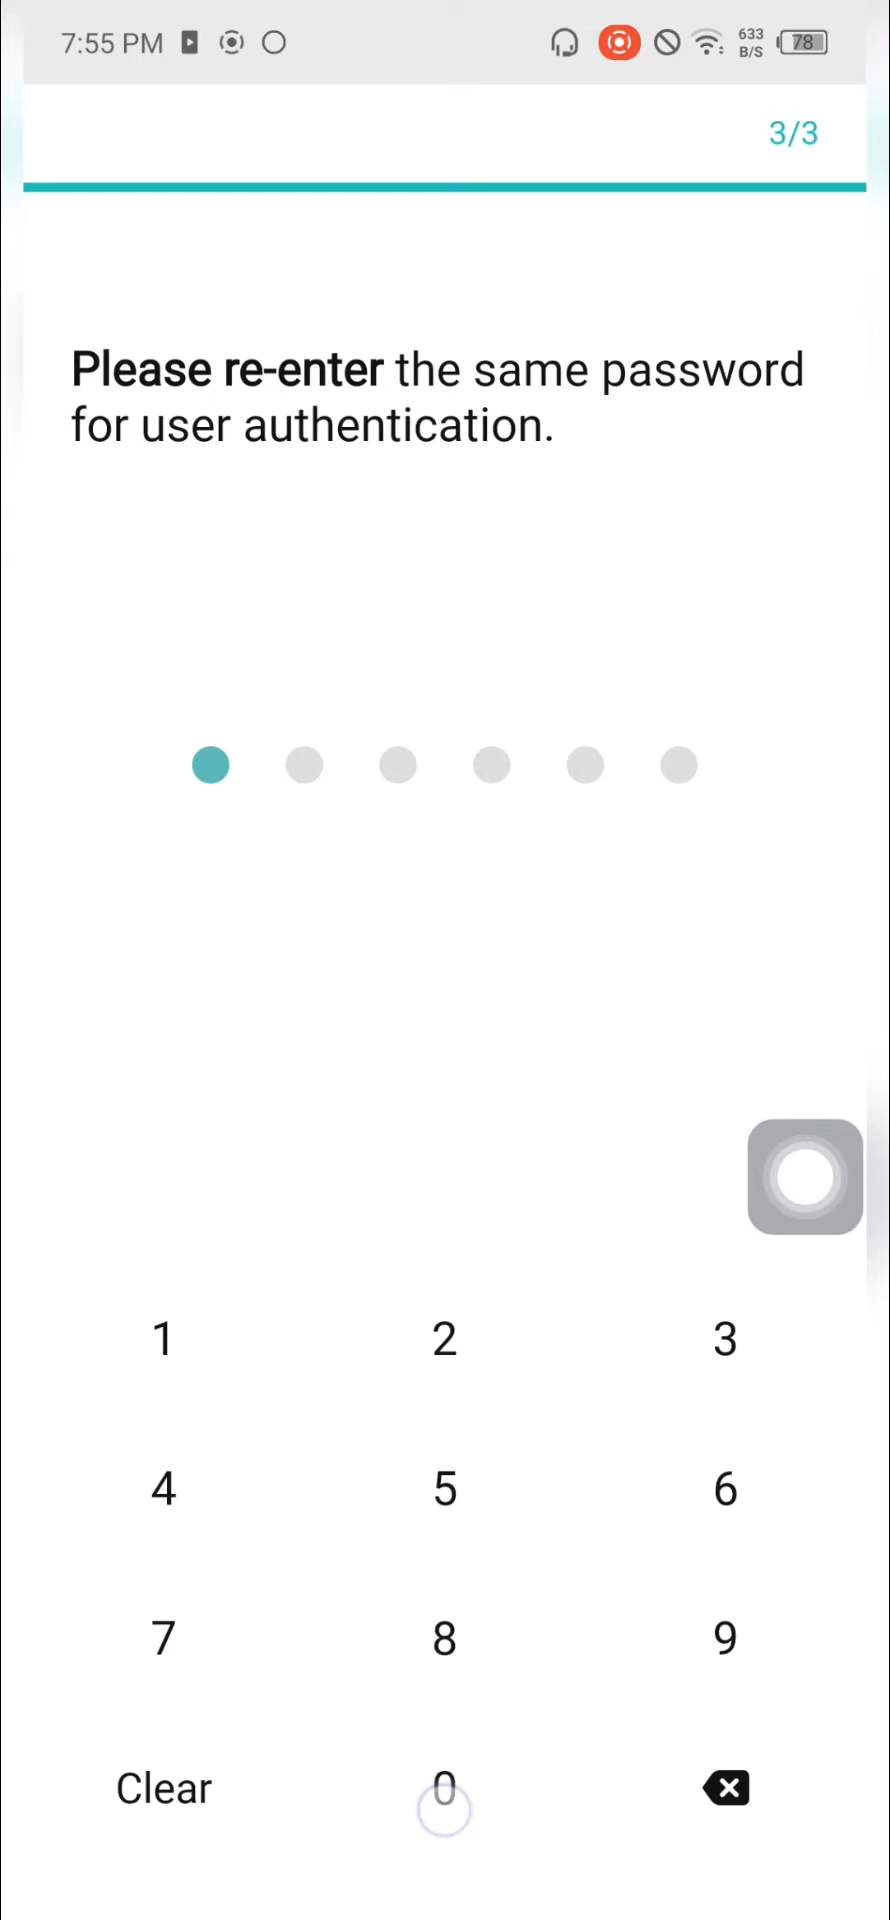 7:55 PM
633
B/S
78
3/3
Please re-enter the same password
for user authentication.
1 2 3
4 5 6
7 8 9
Clear 0